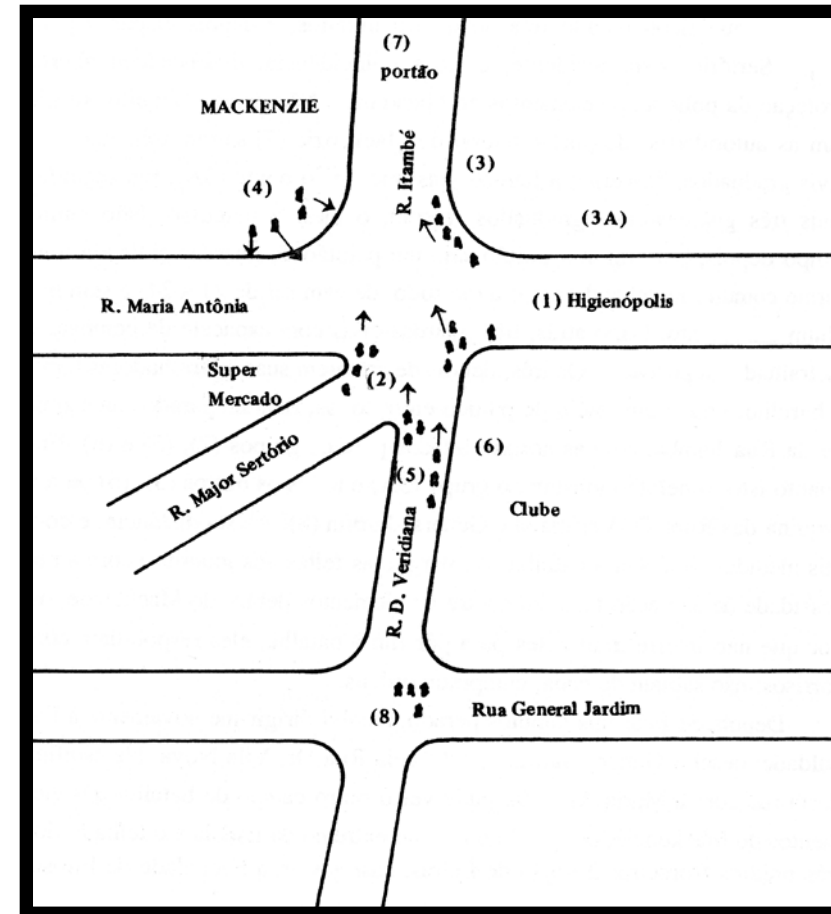 (7)
portão
MACKENZIE
R. Itambé
(3)
(4)
(3A)
R. Maria Antônia
(1) Higienópolis
Super
Mercado
(2)
R. Major Sertório
(6)
(5)
Clube
R. D. Veridiana
Rua General Jardim
(8)